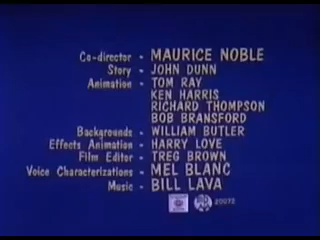 Co-director - MAURICE NOBLE
Story - JOHN DUNN
Animation - TOM RAY
KEN HARRIS
RICHARD THOMPSON
BOB BRANSFORD
Backgrounds - WILLIAM BUTLER
Effects Animation - HARRY LOVE
Film Editor - TREG BROWN
Voice Characterizations - MEL BLANC
Music - BILL LAVA